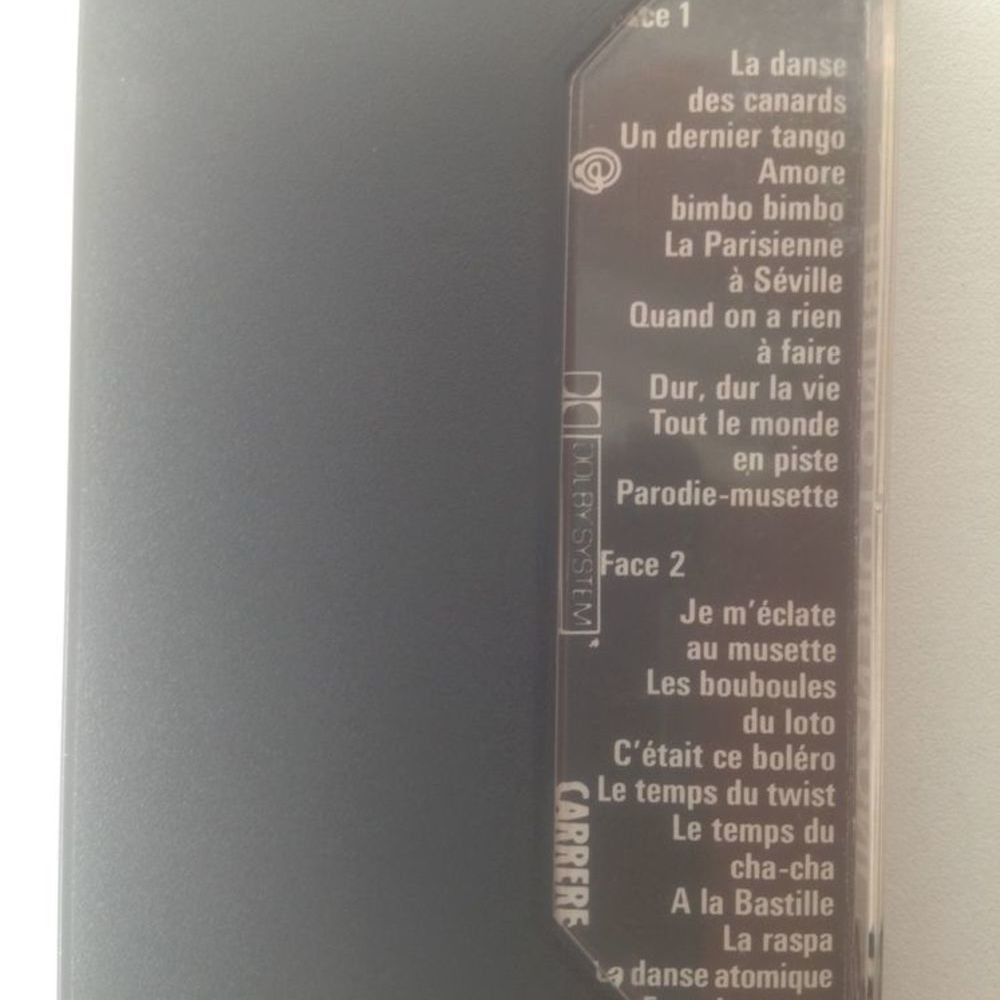 Face 1
La danse
des canards
Un dernier tango
Amore
bimbo bimbo
La Parisienne
à Séville
Quand on a rien
à faire
Dur, dur la vie
Tout le monde
en piste
Parodie-musette
DOLBY SYSTEM
Face 2
Je m'éclate
au musette
Les bouboules
du loto
C'était ce boléro
Le temps du twist
Le temps du
cha-cha
A la Bastille
La raspa
La danse atomique
CARRERE